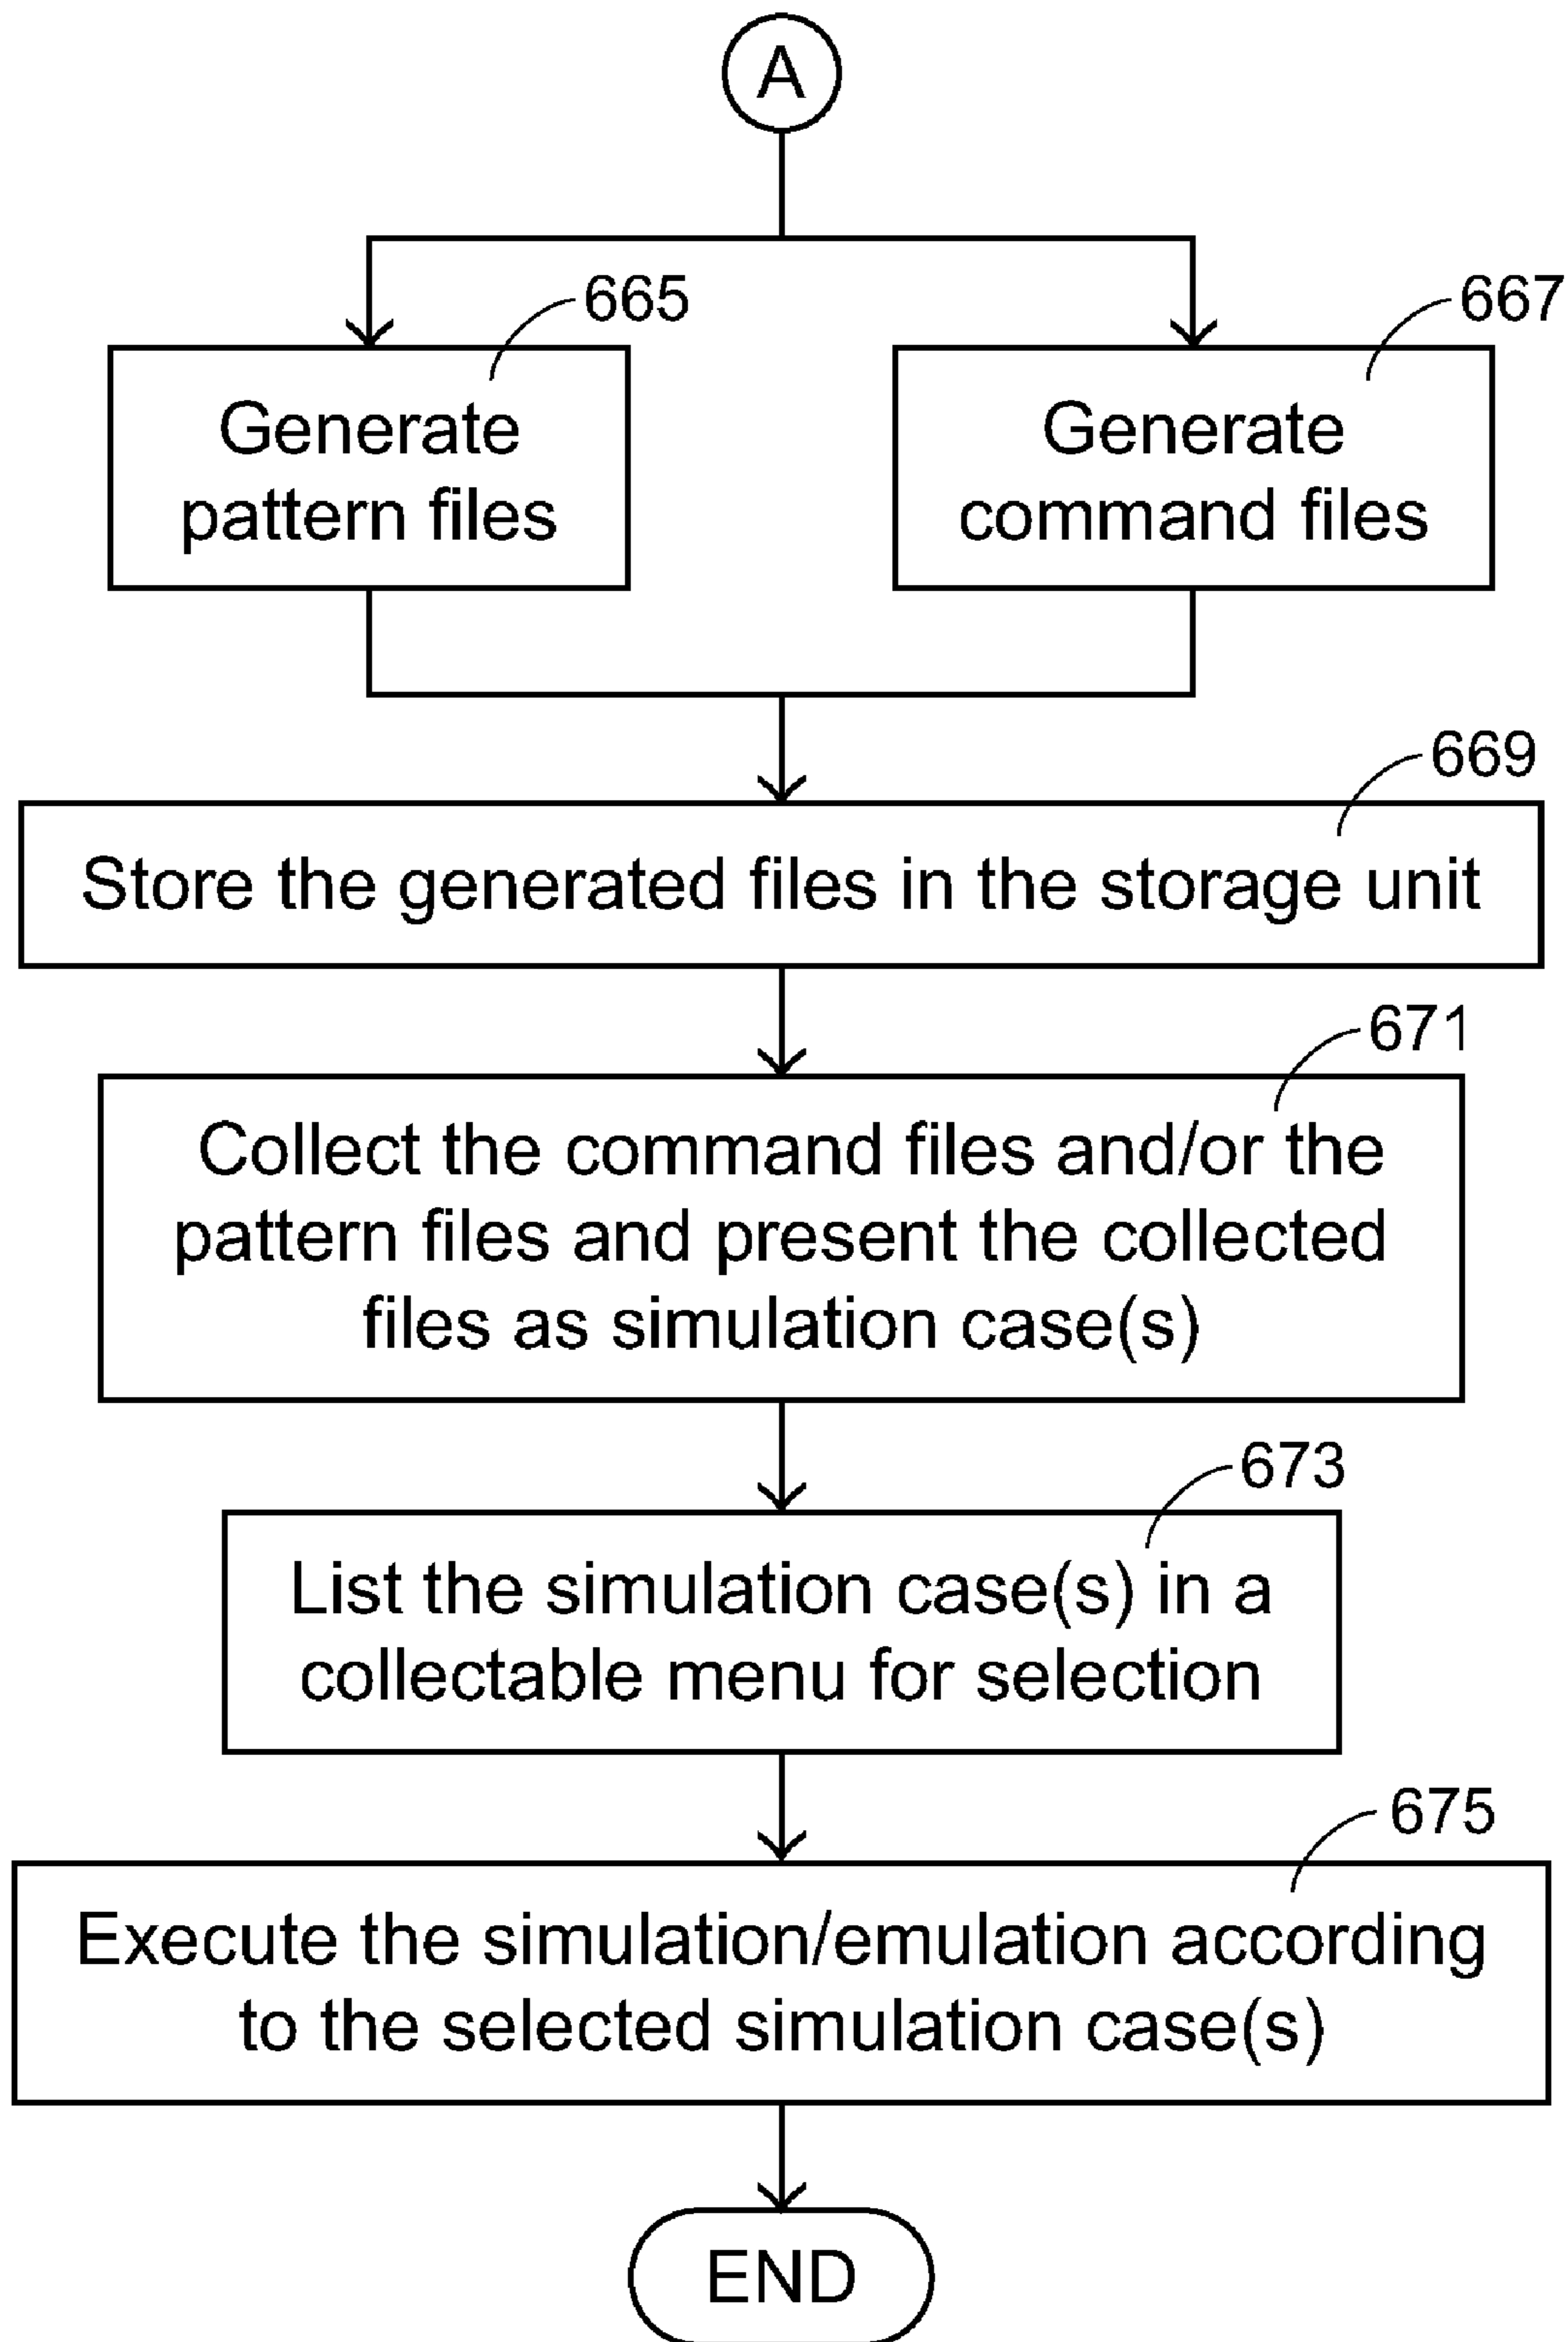 A
665
667
Generate
pattern files
Generate
command files
669
Store the generated files in the storage unit
671
Collect the command files and/or the
pattern files and present the collected
files as simulation case(s)
673
List the simulation case(s) in a
collectable menu for selection
675
Execute the simulation/emulation according
to the selected simulation case(s)
END